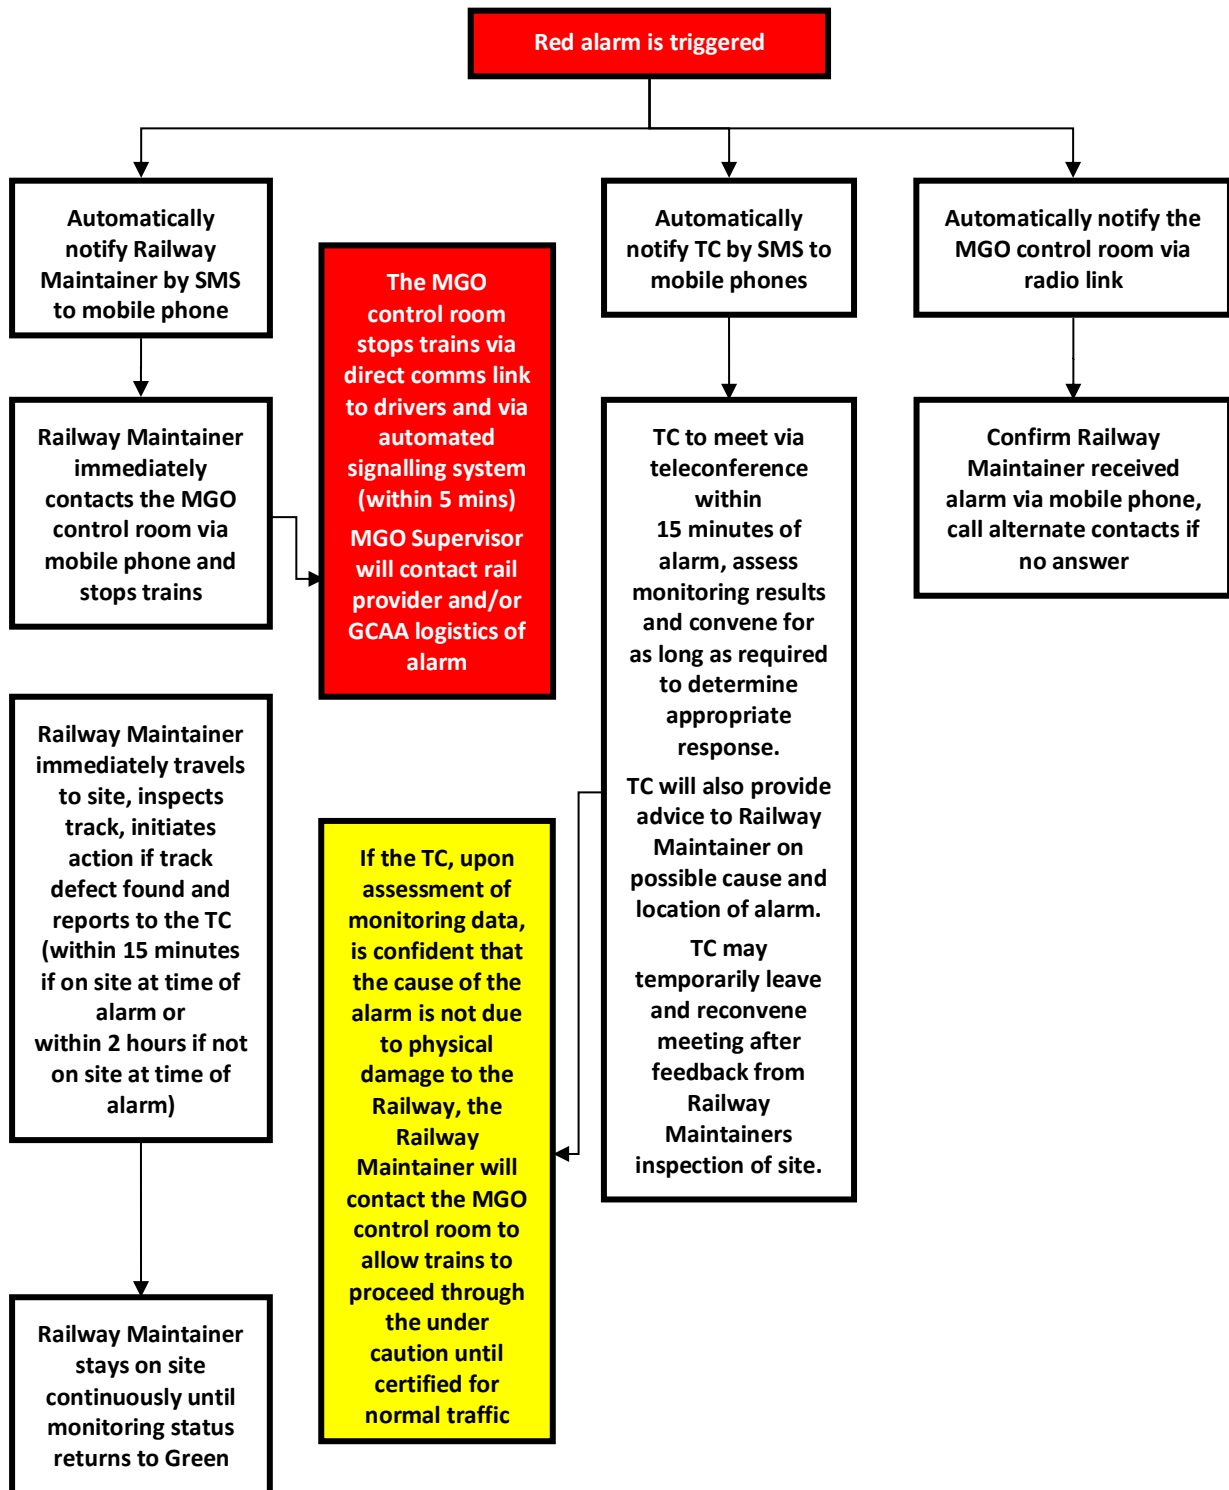 Red alarm is triggered
Automatically
notify Railway
Maintainer by SMS
to mobile phone
Railway Maintainer
immediately
contacts the MGO
control room via
mobile phone and
stops trains
Railway Maintainer
immediately travels
to site, inspects
track, initiates
action if track
defect found and
reports to the TC
(within 15 minutes
if on site at time of
alarm or
within 2 hours if not
on site at time of
alarm)
Railway Maintainer
stays on site
continuously until
monitoring status
returns to Green
The MGO
control room
stops trains via
direct comms link
to drivers and via
automated
signalling system
(within 5 mins)
MGO Supervisor
will contact rail
provider and/or
GCAA logistics of
alarm
If the TC, upon
assessment of
monitoring data,
is confident that
the cause of the
alarm is not due
to physical
damage to the
Railway, the
Railway
Maintainer will
contact the MGO
control room to
allow trains to
proceed through
the under
caution until
certified for
normal traffic
Automatically
notify TC by SMS to
mobile phones
TC to meet via
teleconference
within
15 minutes of
alarm, assess
monitoring results
and convene for
as long as required
to determine
appropriate
response.
TC will also provide
advice to Railway
Maintainer on
possible cause and
location of alarm.
TC may
temporarily leave
and reconvene
meeting after
feedback from
Railway
Maintainers
inspection of site.
Automatically notify the
MGO control room via
radio link
Confirm Railway
Maintainer received
alarm via mobile phone,
call alternate contacts if
no answer